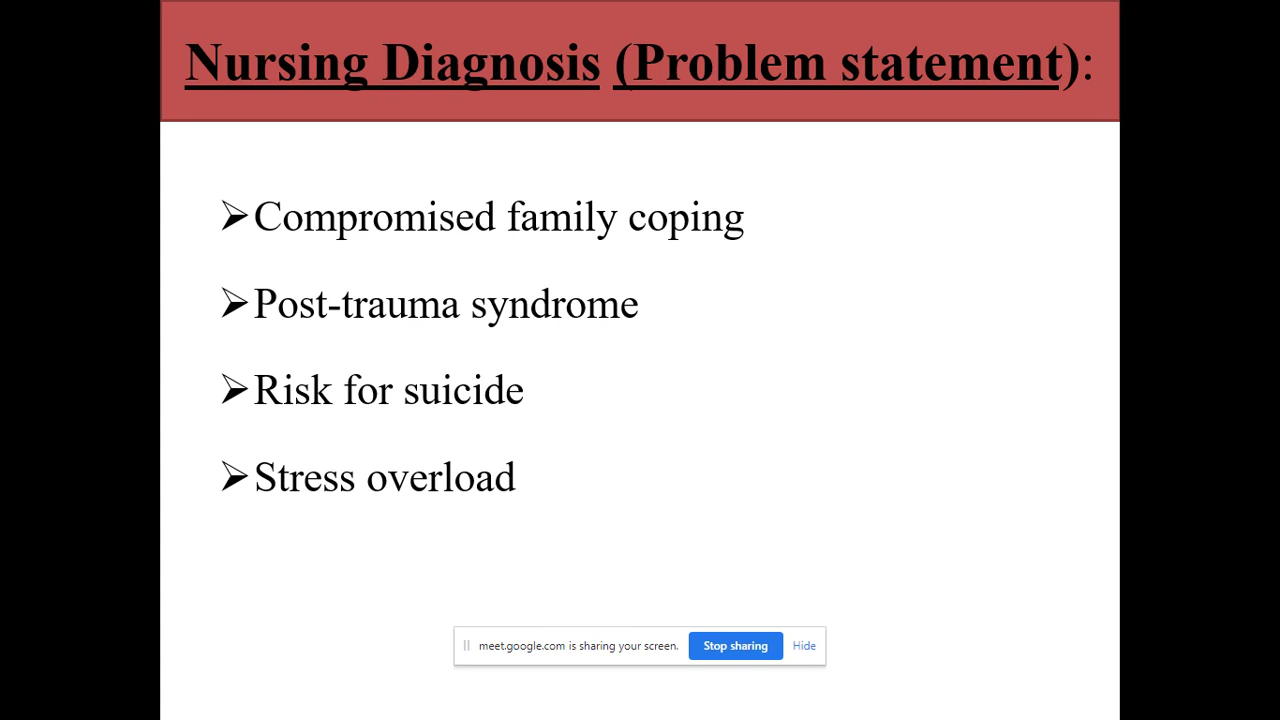 Nursing Diagnosis (Problem statement):
➢Compromised family coping
➢Post-trauma syndrome
➢Risk for suicide
➢Stress overload
meet.google.com is sharing your screen. Stop sharing Hide